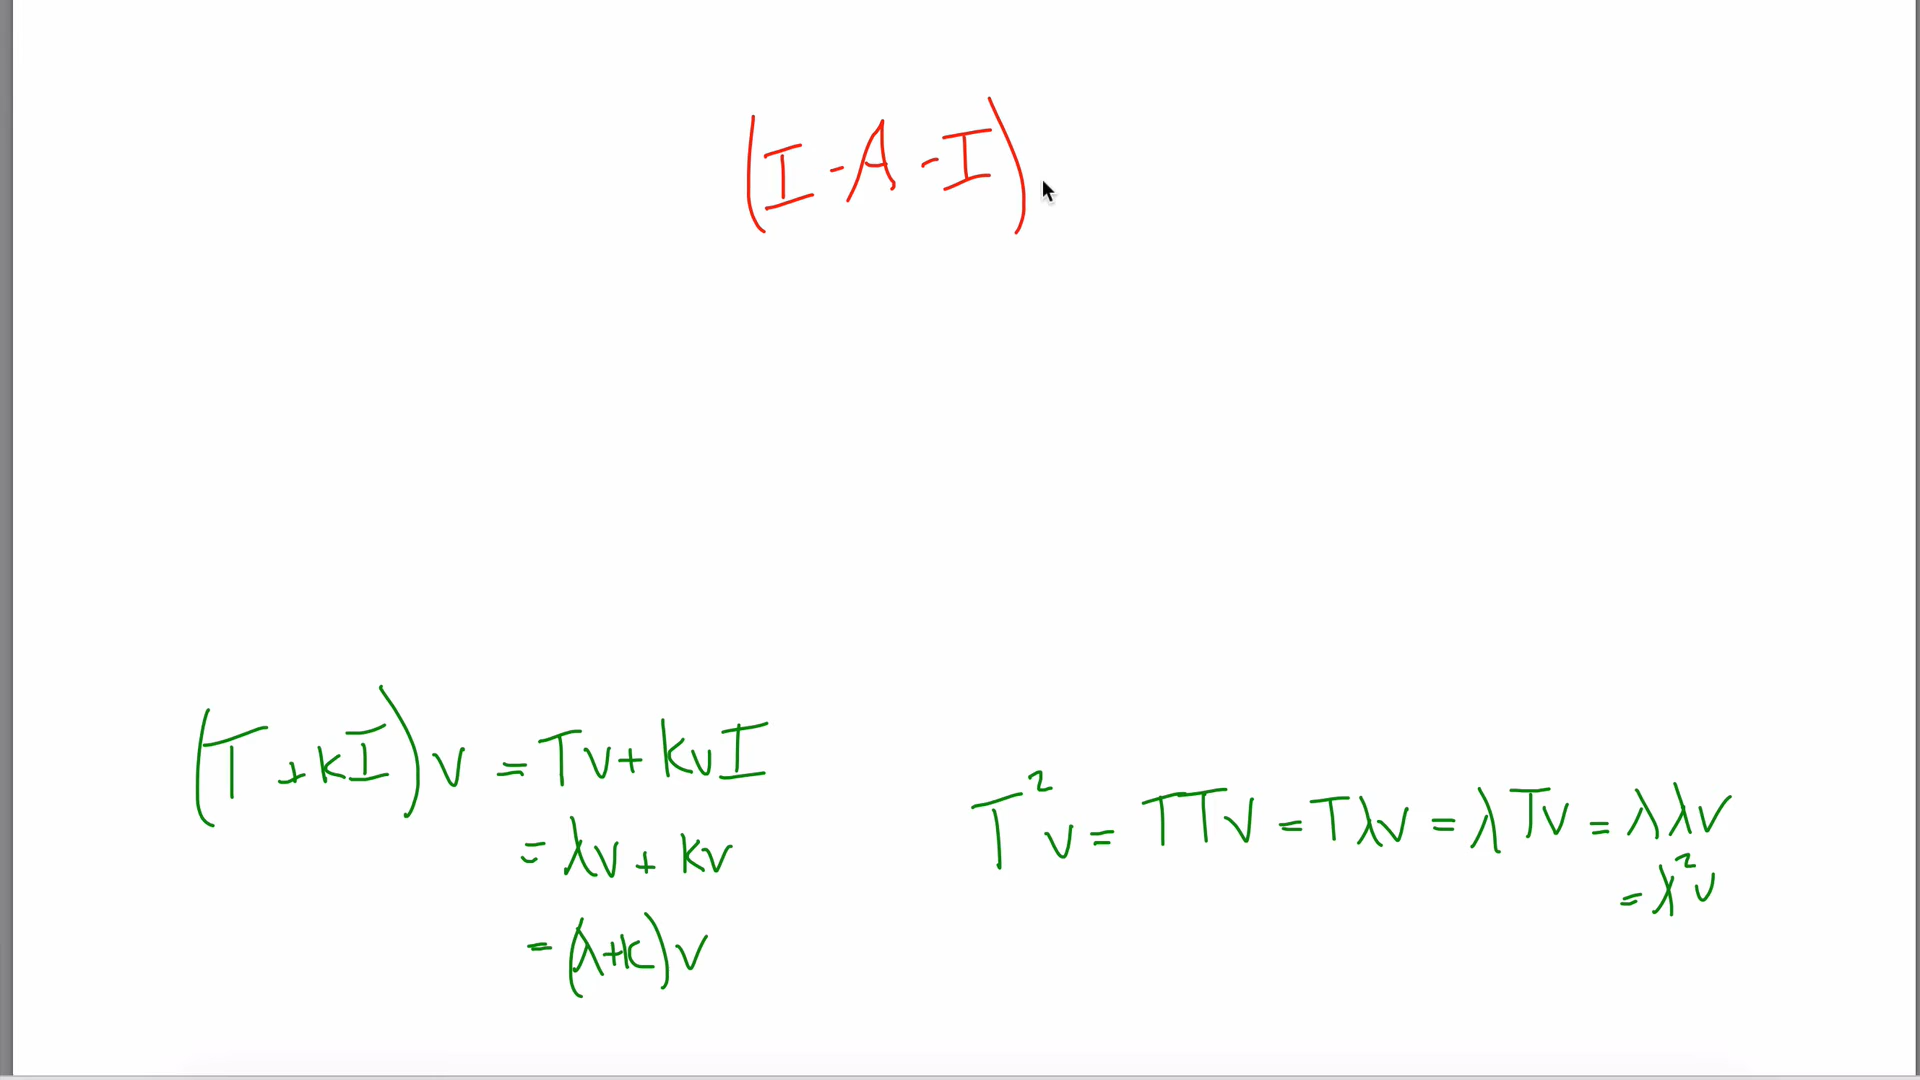 (I - A - I)
(T + kI)v = Tv + kvI
= λv + kv
= (λ+k)v
T²v = TTv = Tλv = λTv = λλv
= λ²v